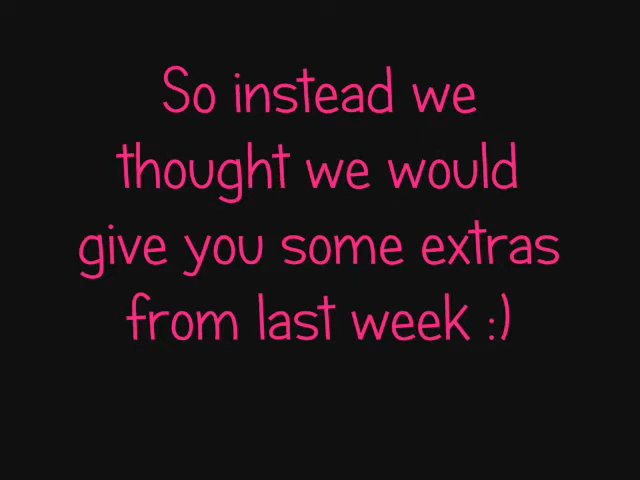 So instead we
thought we would
give you some extras
from last week :)